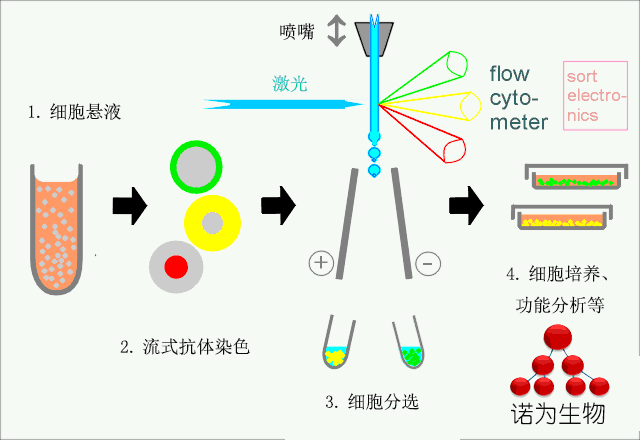 喷嘴
激光
flow
cyto-
meter
sort
electro-
nics
1. 细胞悬液
+
−
2. 流式抗体染色
3. 细胞分选
4. 细胞培养、
功能分析等
诺为生物